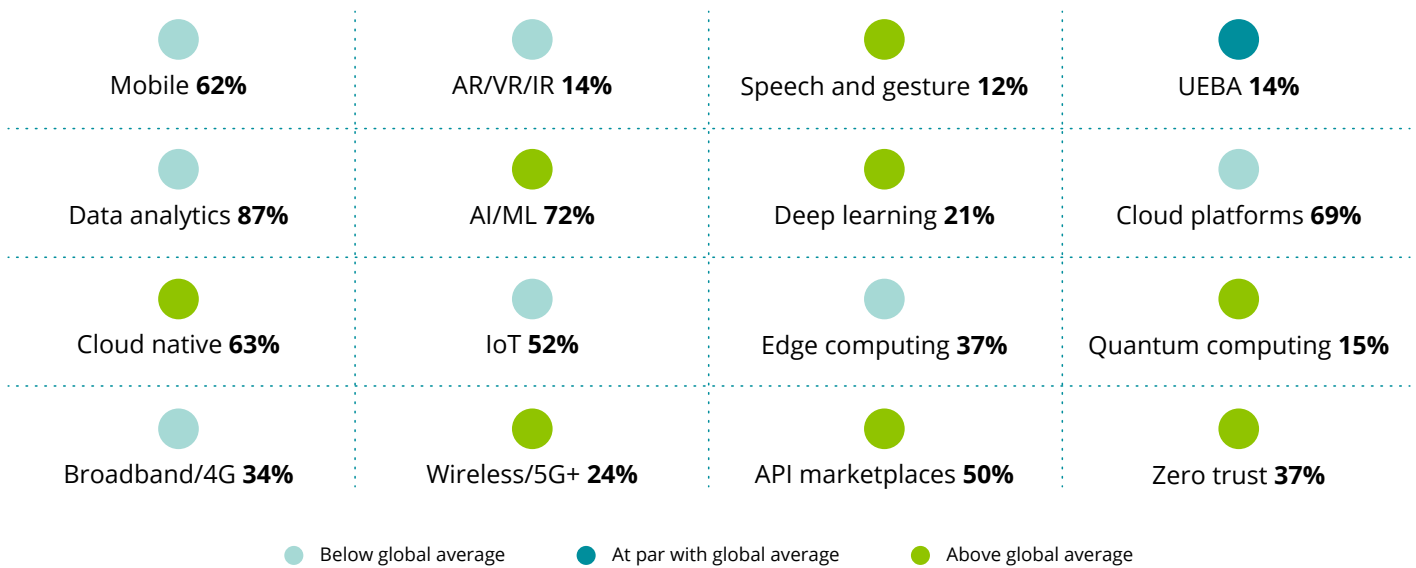 Mobile 62%
AR/VR/IR 14%
Speech and gesture 12%
UEBA 14%
Data analytics 87%
AI/ML 72%
Deep learning 21%
Cloud platforms 69%
Cloud native 63%
IoT 52%
Edge computing 37%
Quantum computing 15%
Broadband/4G 34%
Wireless/5G+ 24%
API marketplaces 50%
Zero trust 37%
Below global average
At par with global average
Above global average